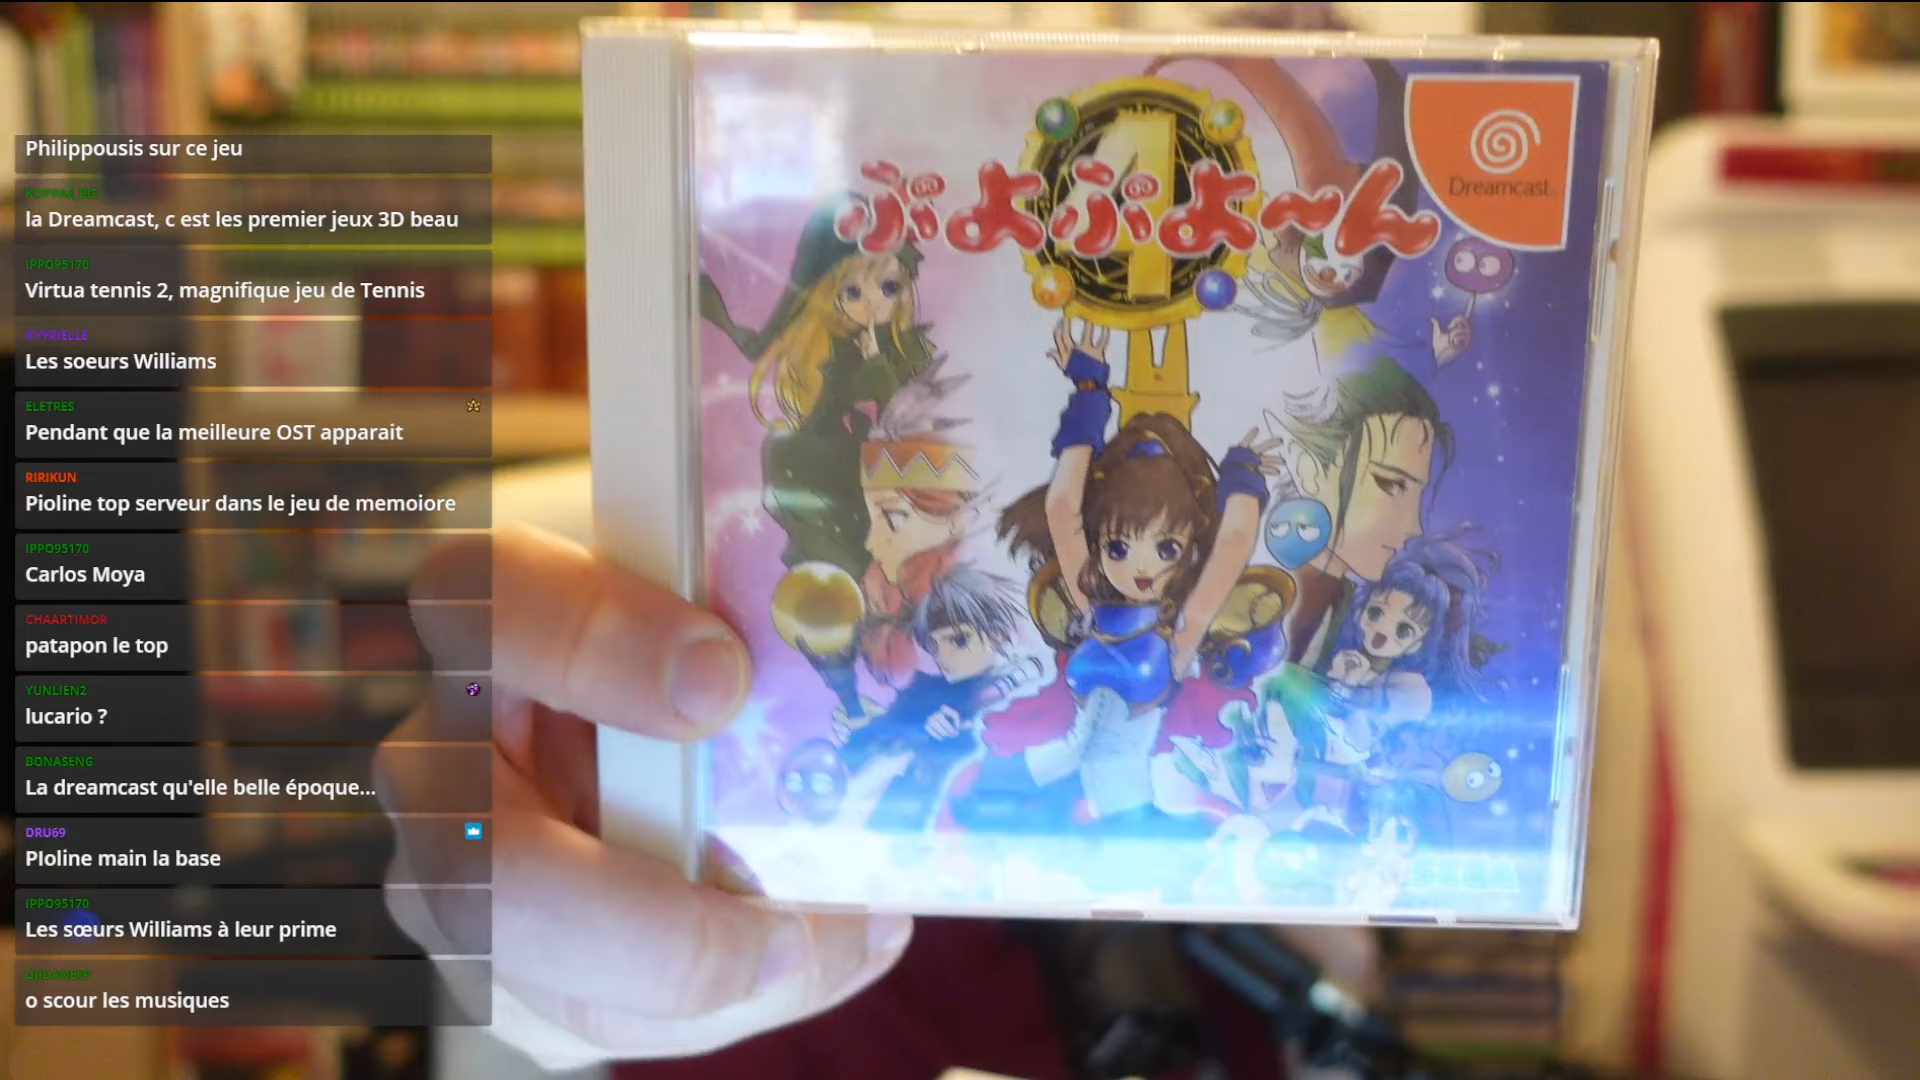 Philippousis sur ce jeu
la Dreamcast, c est les premier jeux 3D beau
IPPO95170
Virtua tennis 2, magnifique jeu de Tennis
KYYRIELLE
Les soeurs Williams
ELETRES
Pendant que la meilleure OST apparait
RIRIKUN
Pioline top serveur dans le jeu de memoiore
IPPO95170
Carlos Moya
CHAARTIMOR
patapon le top
YUNLIEN2
lucario ?
BONASENG
La dreamcast qu'elle belle époque...
DRU69
PIoline main la base
IPPO95170
Les sœurs Williams à leur prime
o scour les musiques
4
ぷよぷよ~ん
Dreamcast
SEGA